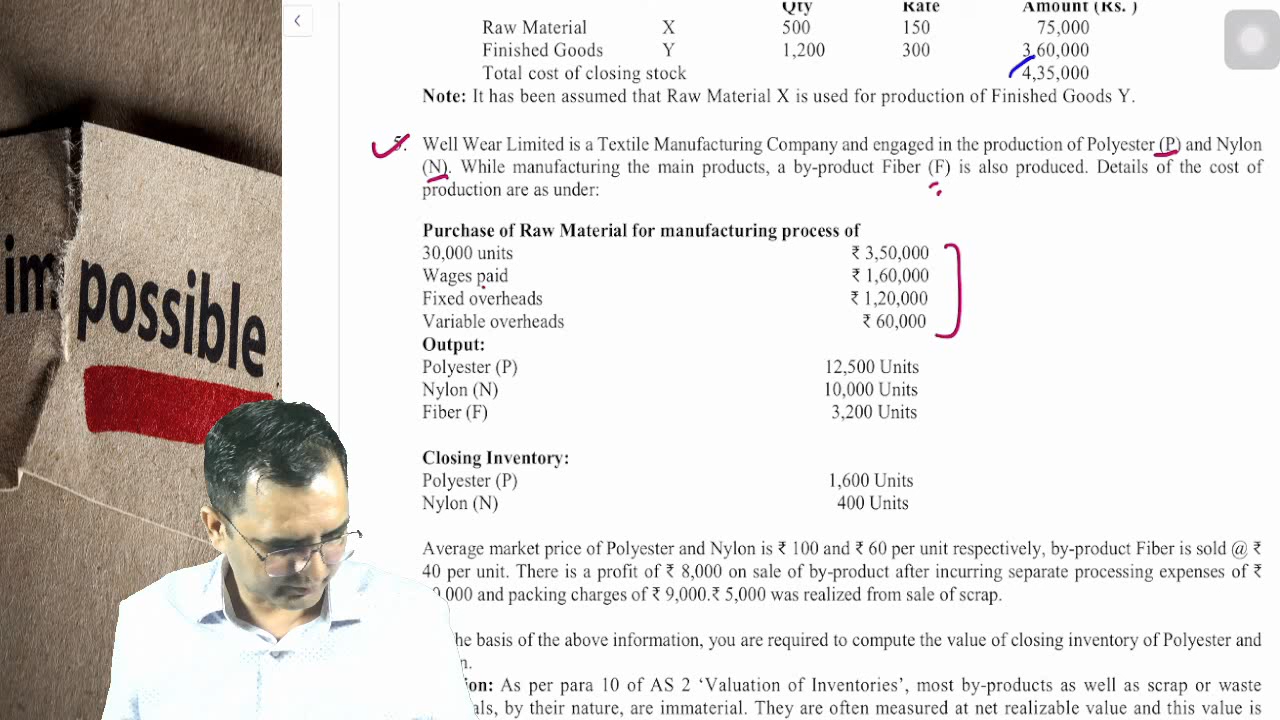 Qty Rate Amount (Rs. )
Raw Material X 500 150 75,000
Finished Goods Y 1,200 300 3,60,000
Total cost of closing stock 4,35,000
Note: It has been assumed that Raw Material X is used for production of Finished Goods Y.
5. Well Wear Limited is a Textile Manufacturing Company and engaged in the production of Polyester (P) and Nylon
(N). While manufacturing the main products, a by-product Fiber (F) is also produced. Details of the cost of
production are as under:
Purchase of Raw Material for manufacturing process of
30,000 units ₹ 3,50,000
Wages paid ₹ 1,60,000
Fixed overheads ₹ 1,20,000
Variable overheads ₹ 60,000
Output:
Polyester (P) 12,500 Units
Nylon (N) 10,000 Units
Fiber (F) 3,200 Units
Closing Inventory:
Polyester (P) 1,600 Units
Nylon (N) 400 Units
Average market price of Polyester and Nylon is ₹ 100 and ₹ 60 per unit respectively, by-product Fiber is sold @ ₹
40 per unit. There is a profit of ₹ 8,000 on sale of by-product after incurring separate processing expenses of ₹
000 and packing charges of ₹ 9,000.₹ 5,000 was realized from sale of scrap.
the basis of the above information, you are required to compute the value of closing inventory of Polyester and
As per para 10 of AS 2 ‘Valuation of Inventories’, most by-products as well as scrap or waste
by their nature, are immaterial. They are often measured at net realizable value and this value is
im possible